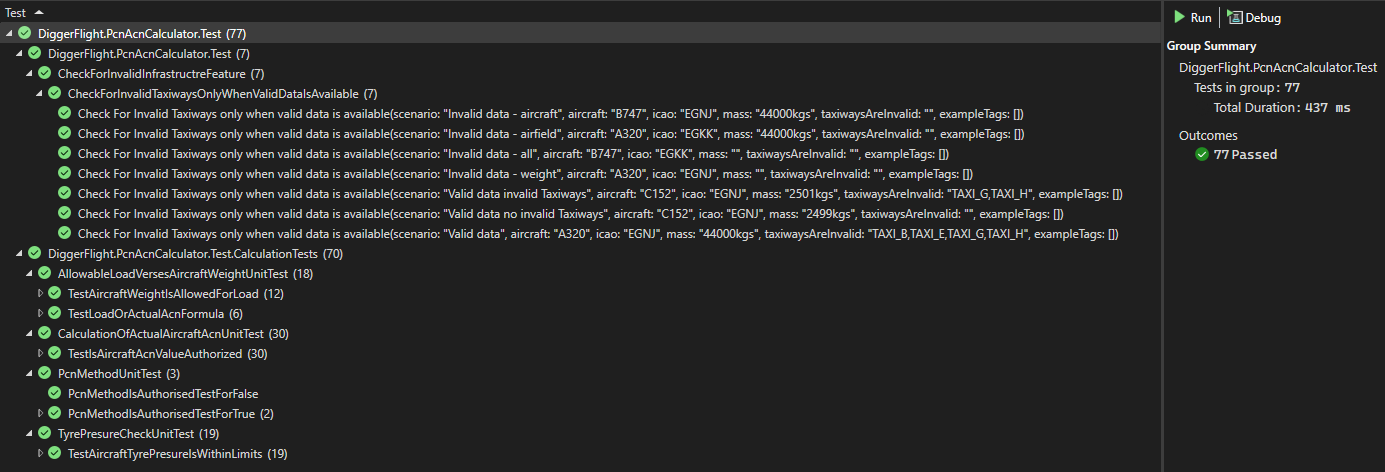 Test
DiggerFlight.PcnAcnCalculator.Test (77)
DiggerFlight.PcnAcnCalculator.Test (7)
CheckForInvalidInfrastructreFeature (7)
CheckForInvalidTaxiwaysOnlyWhenValidDataIsAvailable (7)
Check For Invalid Taxiways only when valid data is available(scenario: "Invalid data - aircraft", aircraft: "B747", icao: "EGNJ", mass: "44000kgs", taxiwaysAreInvalid: "", exampleTags: [])
Check For Invalid Taxiways only when valid data is available(scenario: "Invalid data - airfield", aircraft: "A320", icao: "EGKK", mass: "44000kgs", taxiwaysAreInvalid: "", exampleTags: [])
Check For Invalid Taxiways only when valid data is available(scenario: "Invalid data - all", aircraft: "B747", icao: "EGKK", mass: "", taxiwaysAreInvalid: "", exampleTags: [])
Check For Invalid Taxiways only when valid data is available(scenario: "Invalid data - weight", aircraft: "A320", icao: "EGNJ", mass: "", taxiwaysAreInvalid: "", exampleTags: [])
Check For Invalid Taxiways only when valid data is available(scenario: "Valid data invalid Taxiways", aircraft: "C152", icao: "EGNJ", mass: "2501kgs", taxiwaysAreInvalid: "TAXI_G,TAXI_H", exampleTags: [])
Check For Invalid Taxiways only when valid data is available(scenario: "Valid data no invalid Taxiways", aircraft: "C152", icao: "EGNJ", mass: "2499kgs", taxiwaysAreInvalid: "", exampleTags: [])
Check For Invalid Taxiways only when valid data is available(scenario: "Valid data", aircraft: "A320", icao: "EGNJ", mass: "44000kgs", taxiwaysAreInvalid: "TAXI_B,TAXI_E,TAXI_G,TAXI_H", exampleTags: [])
DiggerFlight.PcnAcnCalculator.Test.CalculationTests (70)
AllowableLoadVersesAircraftWeightUnitTest (18)
TestAircraftWeightIsAllowedForLoad (12)
TestLoadOrActualAcnFormula (6)
CalculationOfActualAircraftAcnUnitTest (30)
TestIsAircraftAcnValueAuthorized (30)
PcnMethodUnitTest (3)
PcnMethodIsAuthorisedTestForFalse
PcnMethodIsAuthorisedTestForTrue (2)
TyrePresureCheckUnitTest (19)
TestAircraftTyrePresureIsWithinLimits (19)
Run Debug
Group Summary
DiggerFlight.PcnAcnCalculator.Test
Tests in group: 77
Total Duration: 437 ms
Outcomes
77 Passed